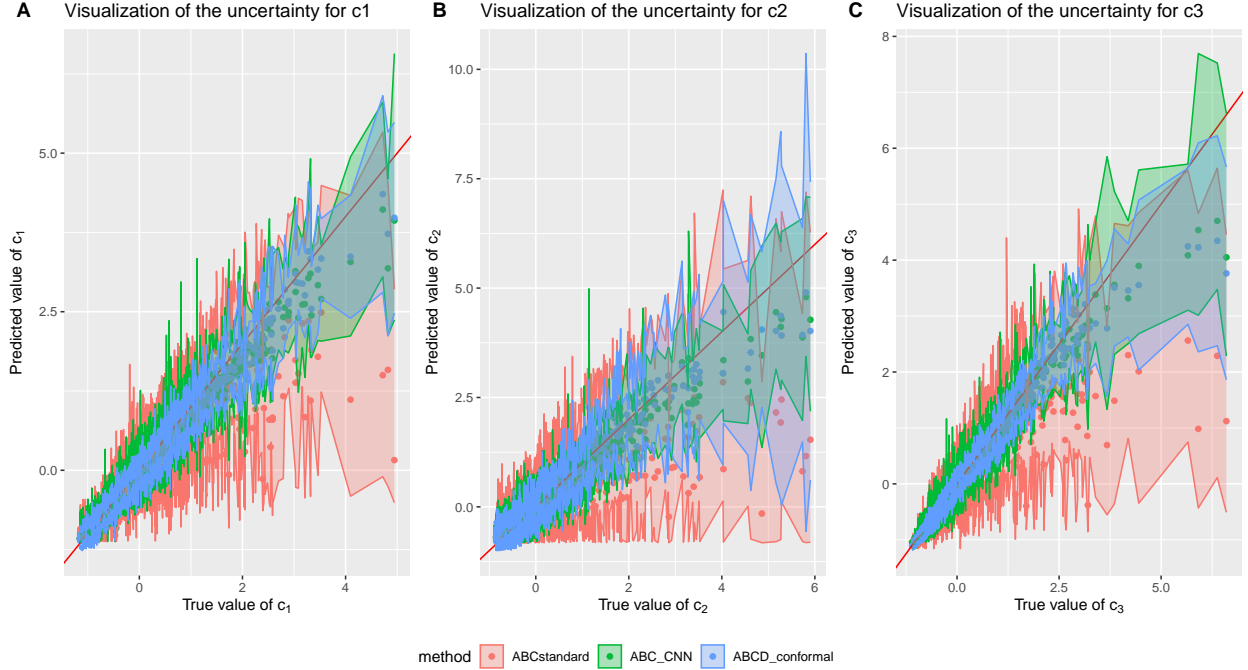 A Visualization of the uncertainty for c1
5.0
2.5
0.0
0 2 4
Predicted value of c1
True value of c1
B Visualization of the uncertainty for c2
10.0
7.5
5.0
2.5
0.0
0 2 4 6
Predicted value of c2
True value of c2
C Visualization of the uncertainty for c3
8
6
4
2
0
0.0 2.5 5.0
Predicted value of c3
True value of c3
method ABCstandard ABC_CNN ABCD_conformal